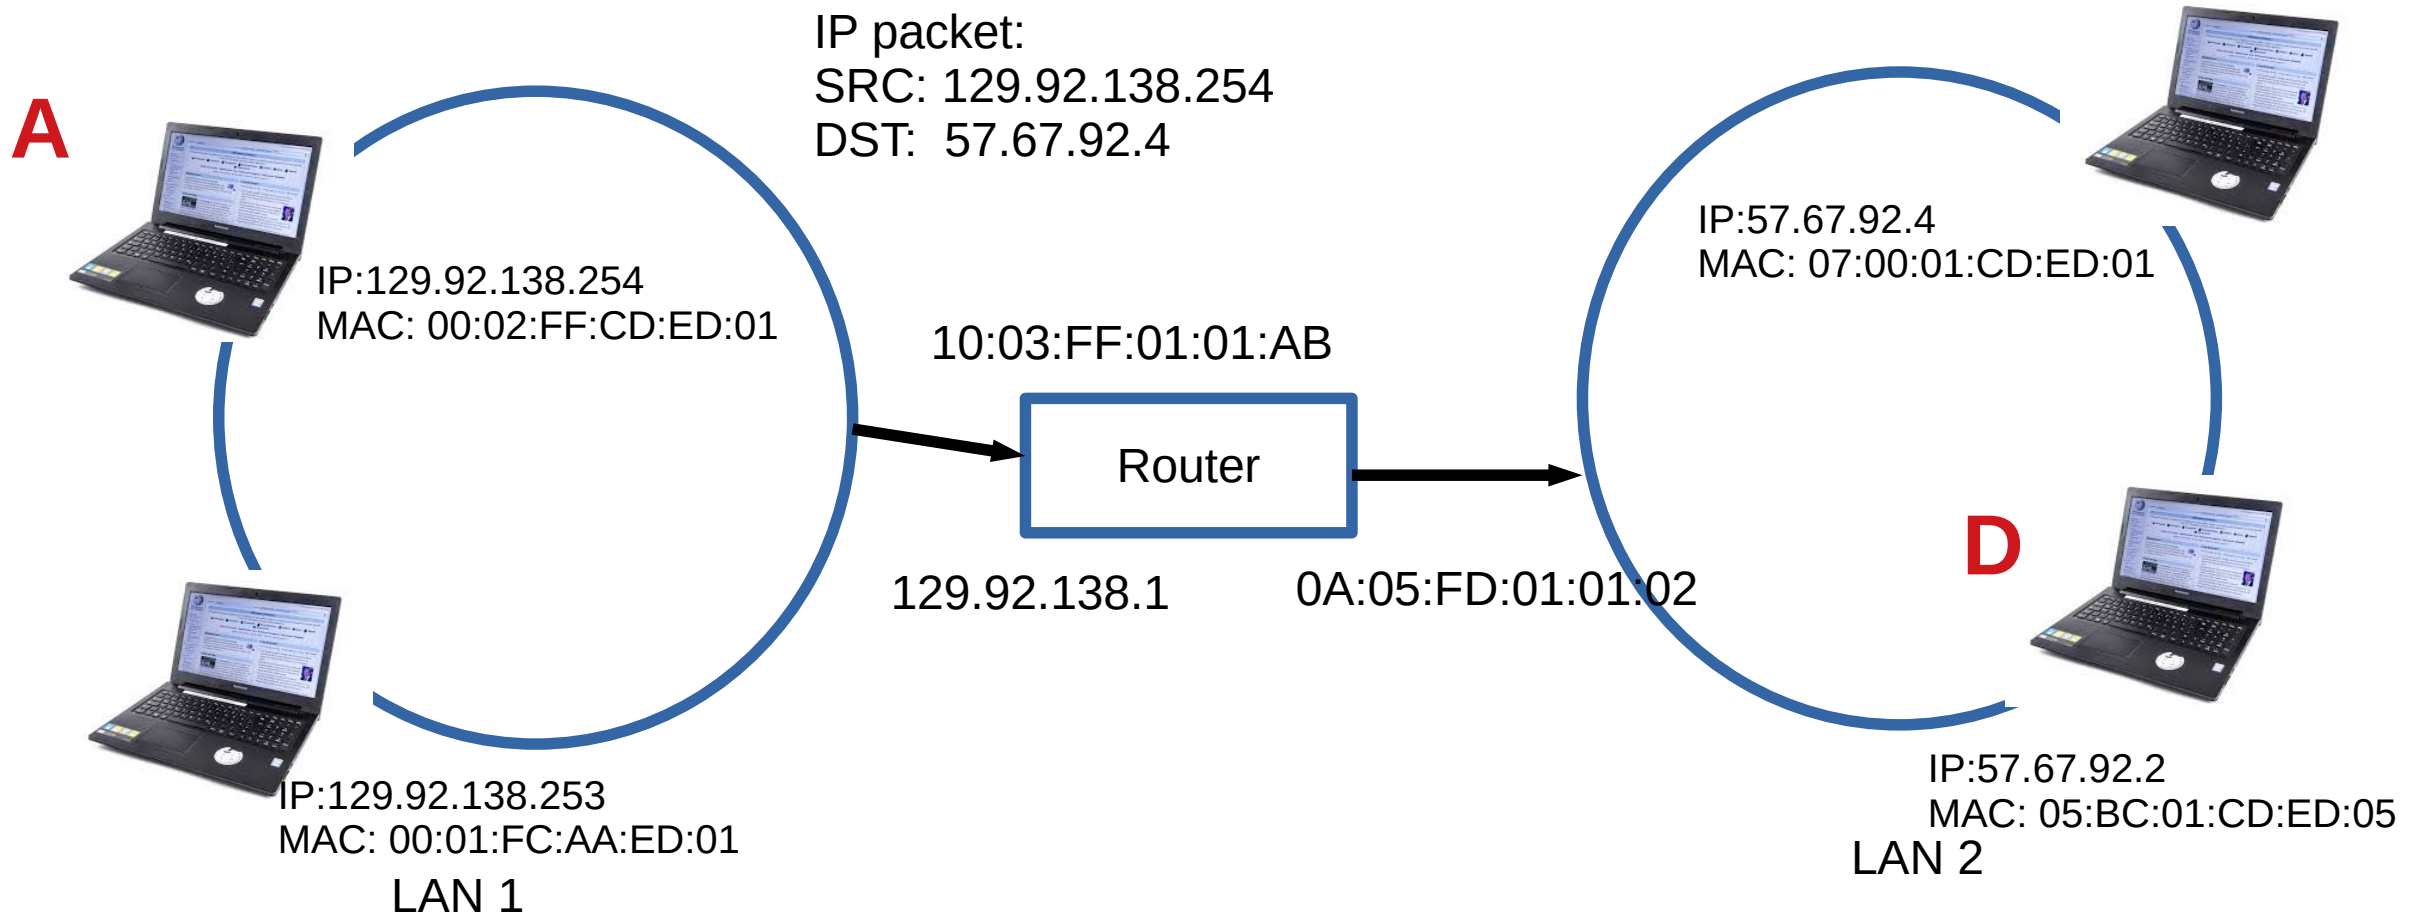 IP packet:
SRC: 129.92.138.254
DST: 57.67.92.4
A
IP:129.92.138.254
MAC: 00:02:FF:CD:ED:01
IP:57.67.92.4
MAC: 07:00:01:CD:ED:01
10:03:FF:01:01:AB
Router
129.92.138.1
0A:05:FD:01:01:02
D
IP:129.92.138.253
MAC: 00:01:FC:AA:ED:01
LAN 1
IP:57.67.92.2
MAC: 05:BC:01:CD:ED:05
LAN 2